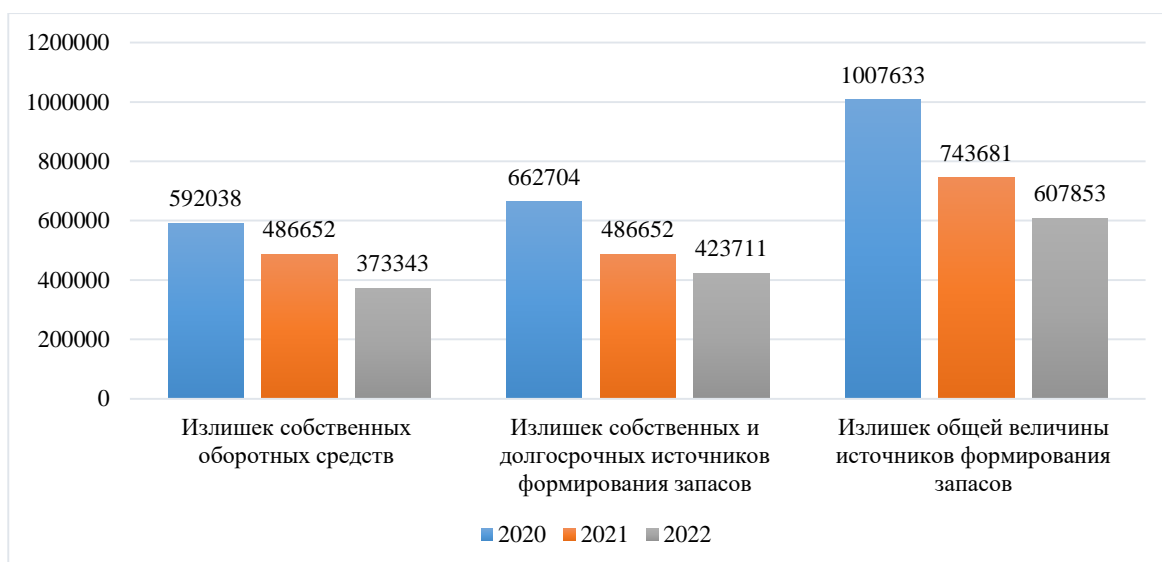 1200000
1000000
800000
600000
400000
200000
0
592038
486652
373343
662704
486652
423711
1007633
743681
607853
Излишек собственных
оборотных средств
Излишек собственных и
долгосрочных источников
формирования запасов
Излишек общей величины
источников формирования
запасов
2020 2021 2022